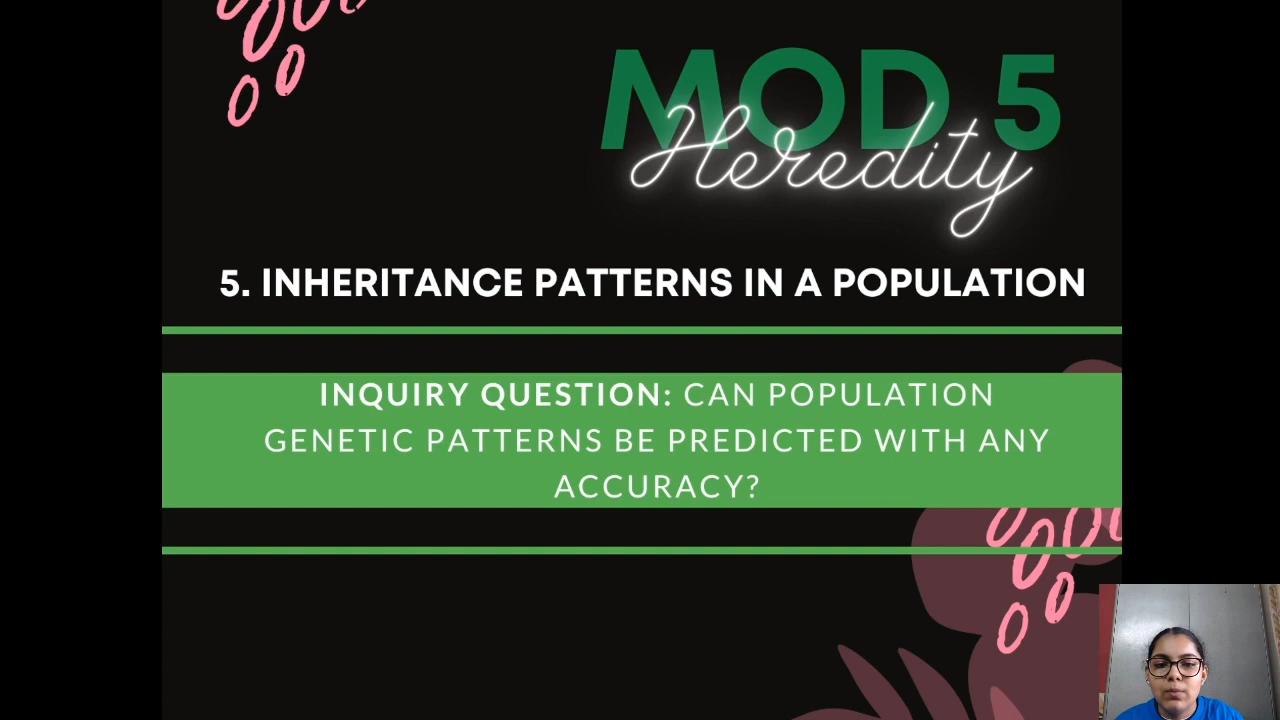 MOD 5
Heredity
5. INHERITANCE PATTERNS IN A POPULATION
INQUIRY QUESTION: CAN POPULATION
GENETIC PATTERNS BE PREDICTED WITH ANY
ACCURACY?